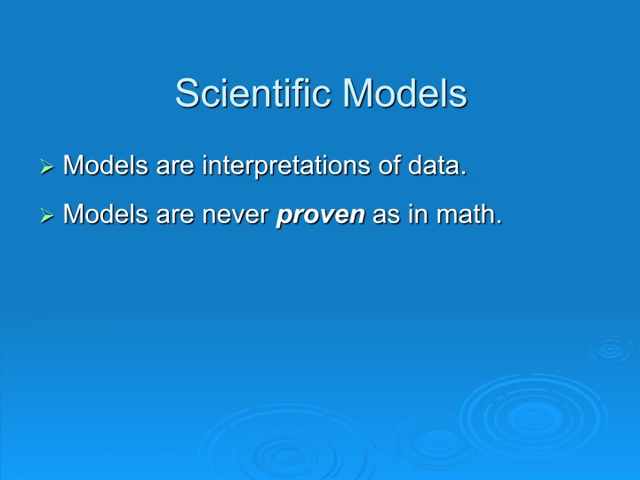 Scientific Models
Models are interpretations of data.
Models are never proven as in math.